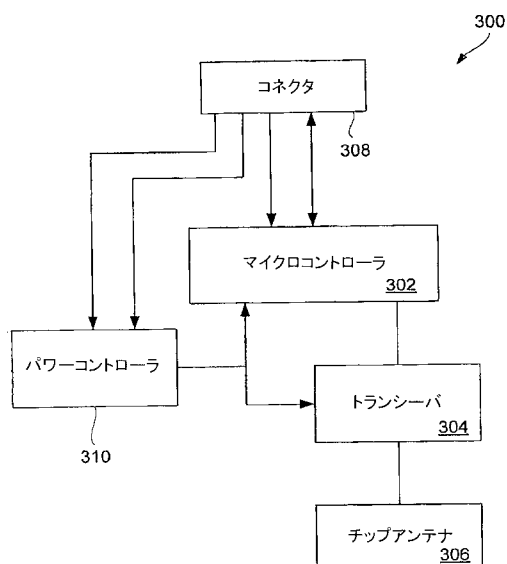 300
コネクタ
308
マイクロコントローラ
302
パワーコントローラ
310
トランシーバ
304
チップアンテナ
306